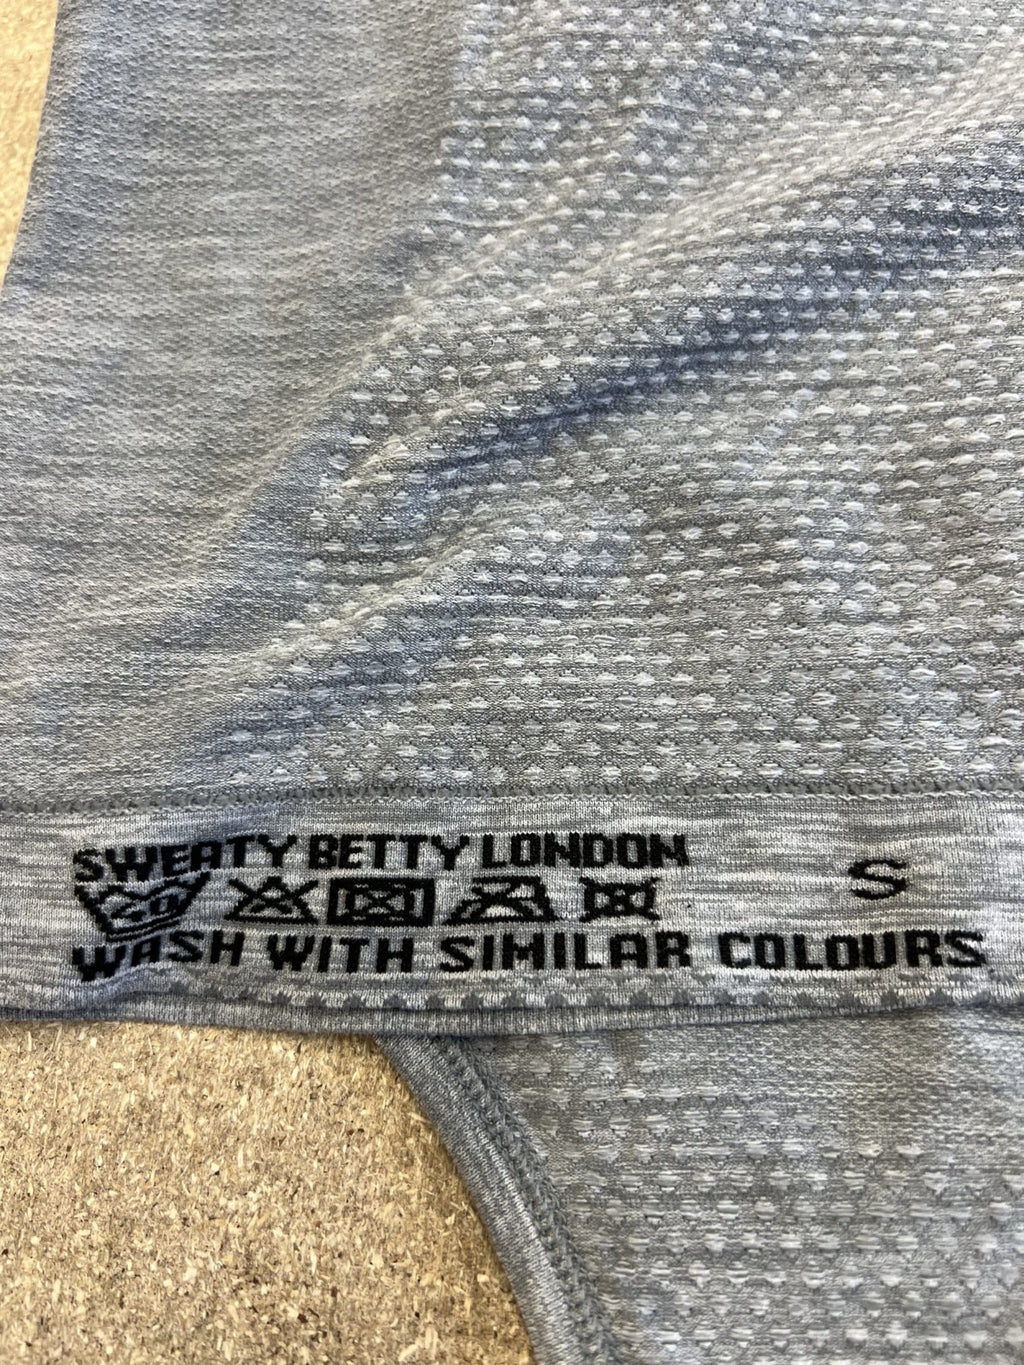 SWEATY BETTY LONDON
S
40
WASH WITH SIMILAR COLOURS